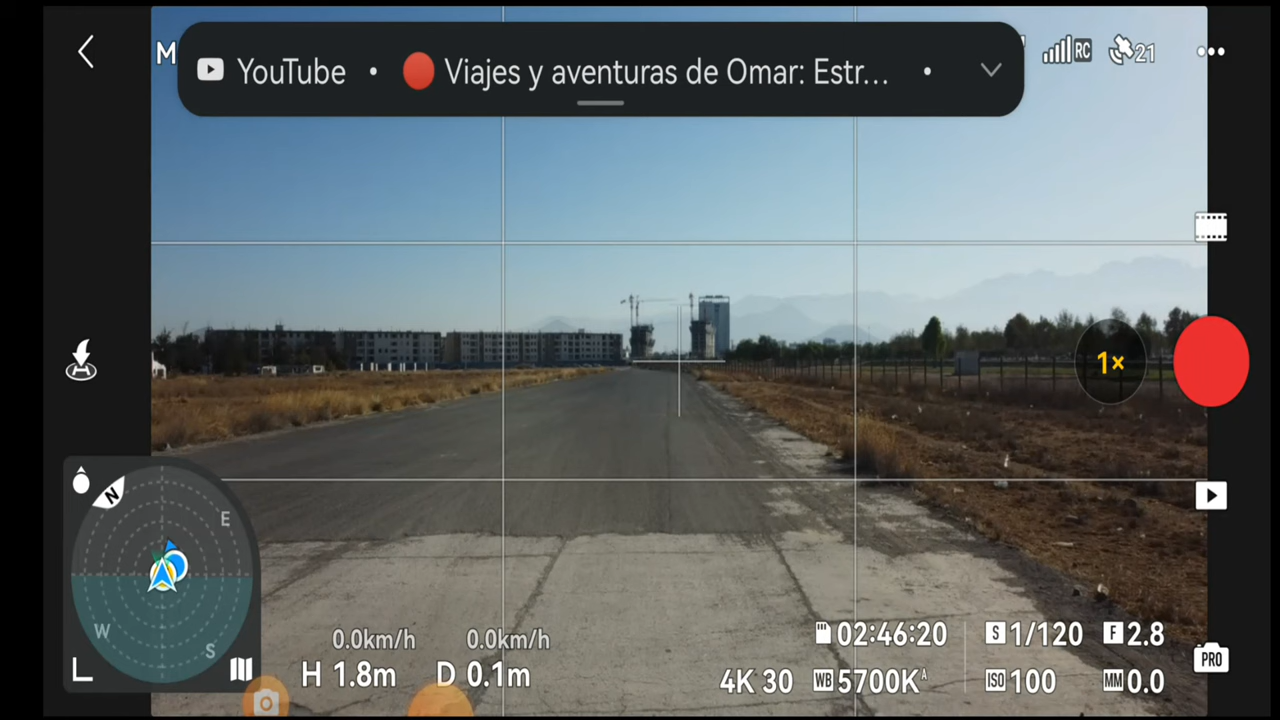 M
YouTube • 🔴 Viajes y aventuras de Omar: Estr... •
RC
21
1×
N
E
W
S
L
0.0km/h 0.0km/h
H 1.8m D 0.1m
02:46:20
S 1/120 F 2.8
4K 30 WB 5700K A
ISO 100 MM 0.0
PRO